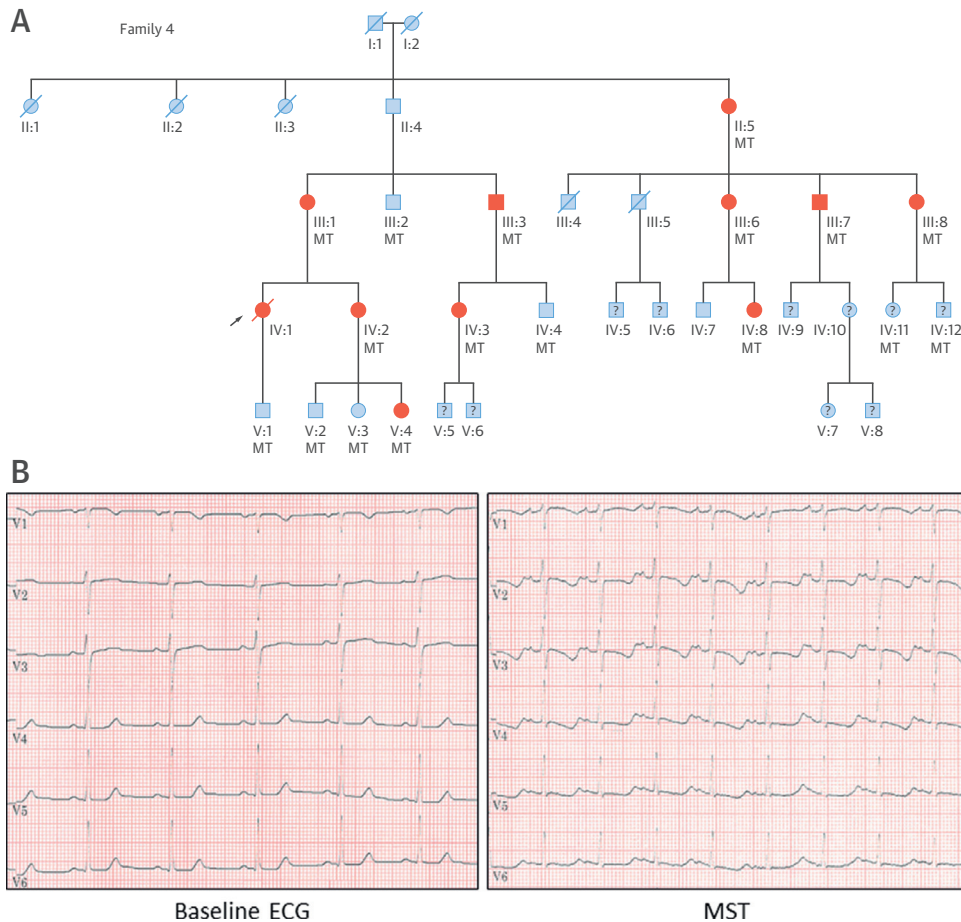 A
Family 4
I:1 I:2
II:1 II:2 II:3 II:4 II:5
MT
III:1 III:2 III:3 III:4 III:5 III:6 III:7 III:8
MT MT MT MT MT MT
IV:1 IV:2 IV:3 IV:4 ? IV:5 ? IV:6 IV:7 IV:8 ? IV:9 ? IV:10 ? IV:11 ? IV:12
MT MT MT MT MT MT
V:1 V:2 V:3 V:4 ? V:5 ? V:6 ? V:7 ? V:8
MT MT MT MT
B
V1 V1
V2 V2
V3 V3
V4 V4
V5 V5
V6 V6
Baseline ECG MST